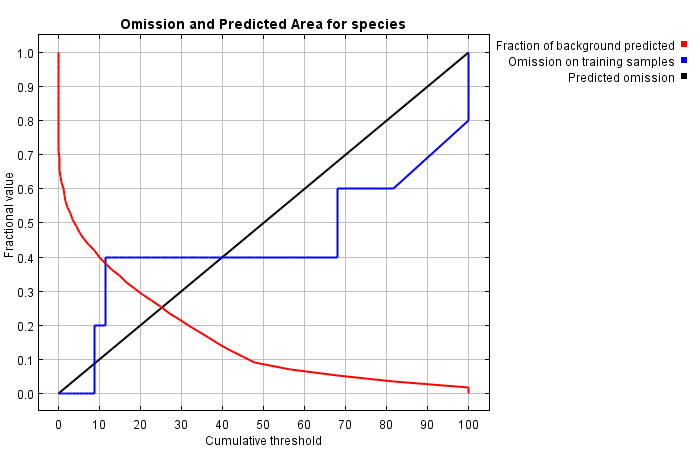 Omission and Predicted Area for species
Fraction of background predicted
Omission on training samples
Predicted omission
Fractional value
1.0
0.9
0.8
0.7
0.6
0.5
0.4
0.3
0.2
0.1
0.0
0 10 20 30 40 50 60 70 80 90 100
Cumulative threshold